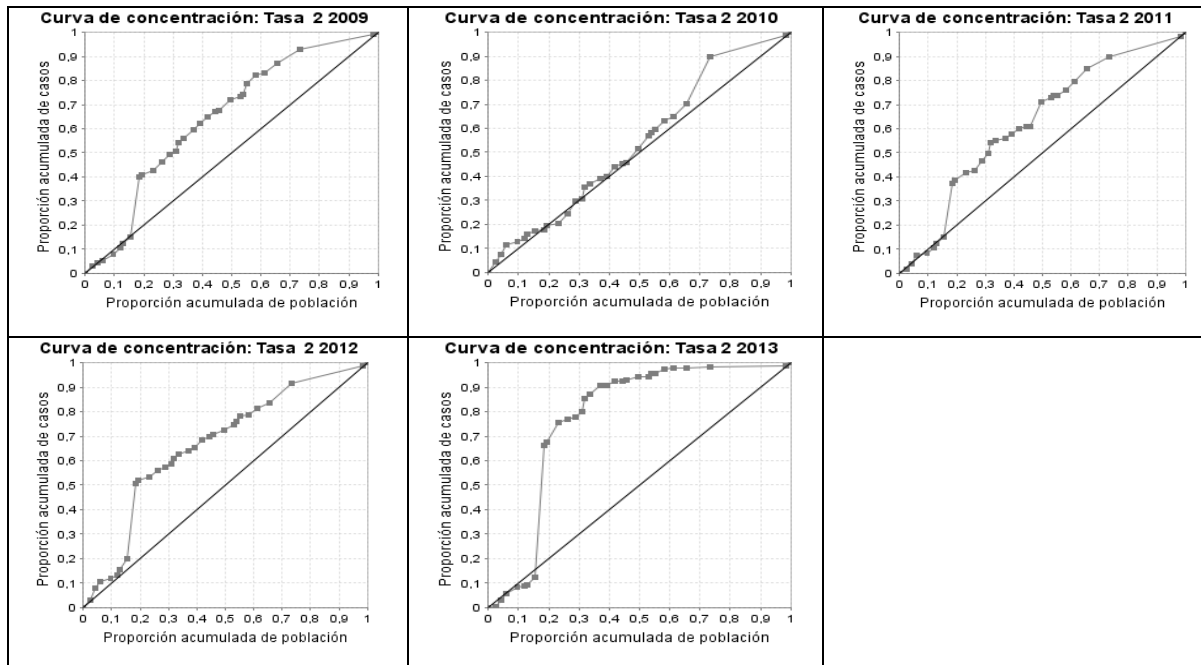 Curva de concentración: Tasa 2 2009
1
0,9
0,8
0,7
0,6
0,5
0,4
0,3
0,2
0,1
0
Proporción acumulada de casos
0 0,1 0,2 0,3 0,4 0,5 0,6 0,7 0,8 0,9 1
Proporción acumulada de población
Curva de concentración: Tasa 2 2010
1
0,9
0,8
0,7
0,6
0,5
0,4
0,3
0,2
0,1
0
Proporción acumulada de casos
0 0,1 0,2 0,3 0,4 0,5 0,6 0,7 0,8 0,9 1
Proporción acumulada de población
Curva de concentración: Tasa 2 2011
1
0,9
0,8
0,7
0,6
0,5
0,4
0,3
0,2
0,1
0
Proporción acumulada de casos
0 0,1 0,2 0,3 0,4 0,5 0,6 0,7 0,8 0,9 1
Proporción acumulada de población
Curva de concentración: Tasa 2 2012
1
0,9
0,8
0,7
0,6
0,5
0,4
0,3
0,2
0,1
0
Proporción acumulada de casos
0 0,1 0,2 0,3 0,4 0,5 0,6 0,7 0,8 0,9 1
Proporción acumulada de población
Curva de concentración: Tasa 2 2013
1
0,9
0,8
0,7
0,6
0,5
0,4
0,3
0,2
0,1
0
Proporción acumulada de casos
0 0,1 0,2 0,3 0,4 0,5 0,6 0,7 0,8 0,9 1
Proporción acumulada de población